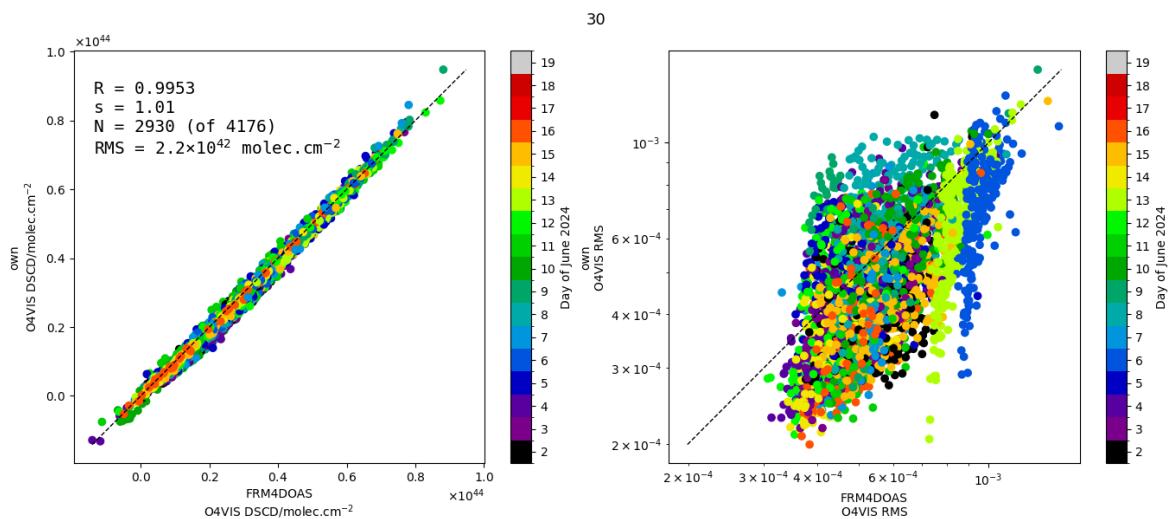 30
×10⁴⁴
R = 0.9953
s = 1.01
N = 2930 (of 4176)
RMS = 2.2×10⁴² molec.cm⁻²
1.0
0.8
0.6
0.4
0.2
0.0
own
O4VIS DSCD/molec.cm⁻²
0.0
0.2
0.4
0.6
0.8
1.0
×10⁴⁴
FRM4DOAS
O4VIS DSCD/molec.cm⁻²
19
18
17
16
15
14
13
12
11
10
9
8
7
6
5
4
3
2
Day of June 2024
10⁻³
6 × 10⁻⁴
4 × 10⁻⁴
3 × 10⁻⁴
2 × 10⁻⁴
own
O4VIS RMS
2 × 10⁻⁴
3 × 10⁻⁴
4 × 10⁻⁴
6 × 10⁻⁴
10⁻³
FRM4DOAS
O4VIS RMS
19
18
17
16
15
14
13
12
11
10
9
8
7
6
5
4
3
2
Day of June 2024